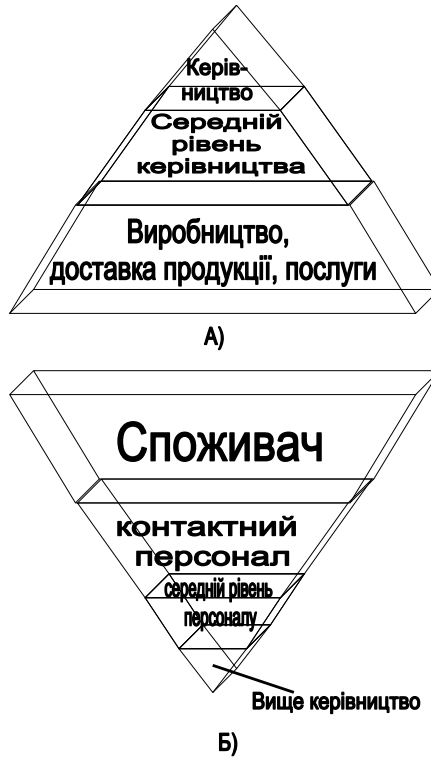 Керів-
ництво
Середній
рівень
керівництва
Виробництво,
доставка продукції, послуги
А)
Споживач
контактний
персонал
середній рівень
персоналу
Вище керівництво
Б)